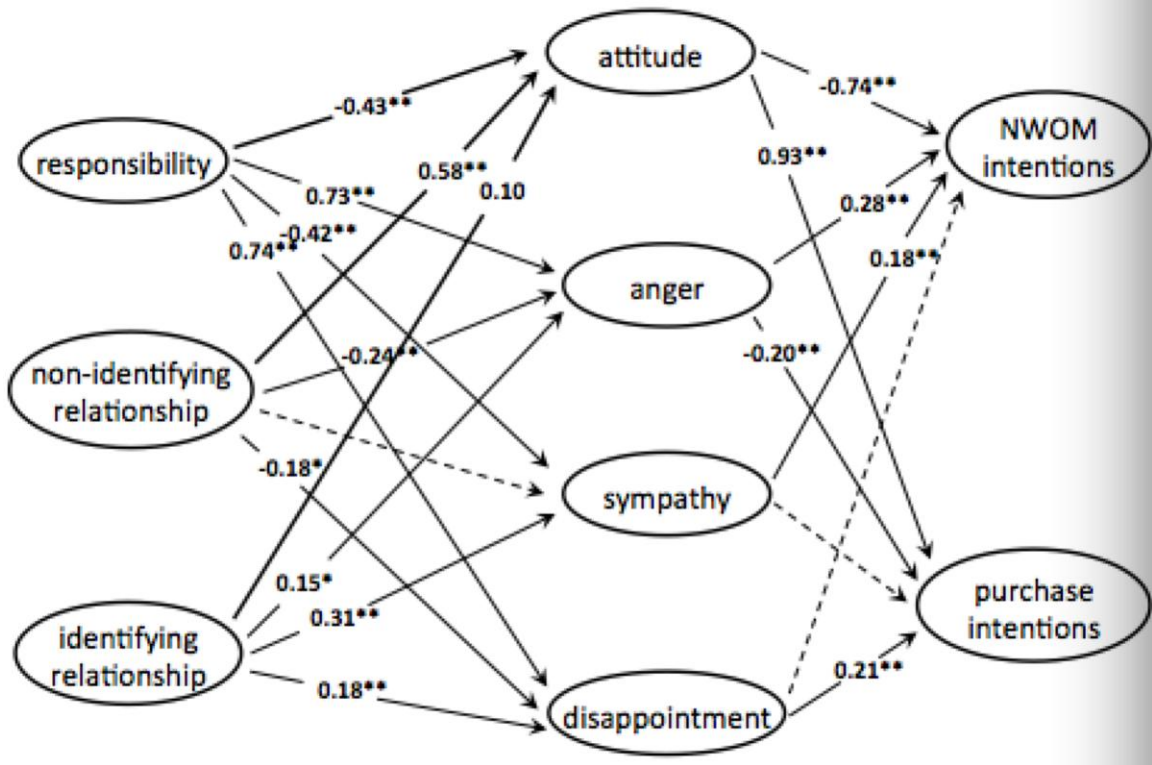 attitude
-0.74**
-0.43**
NWOM
intentions
responsibility
0.93**
0.58**
0.10
0.73**
0.28**
-0.42**
0.74**
0.18**
anger
-0.24**
-0.20**
non-identifying
relationship
-0.18*
sympathy
0.15*
0.31**
purchase
intentions
identifying
relationship
0.21**
0.18**
disappointment